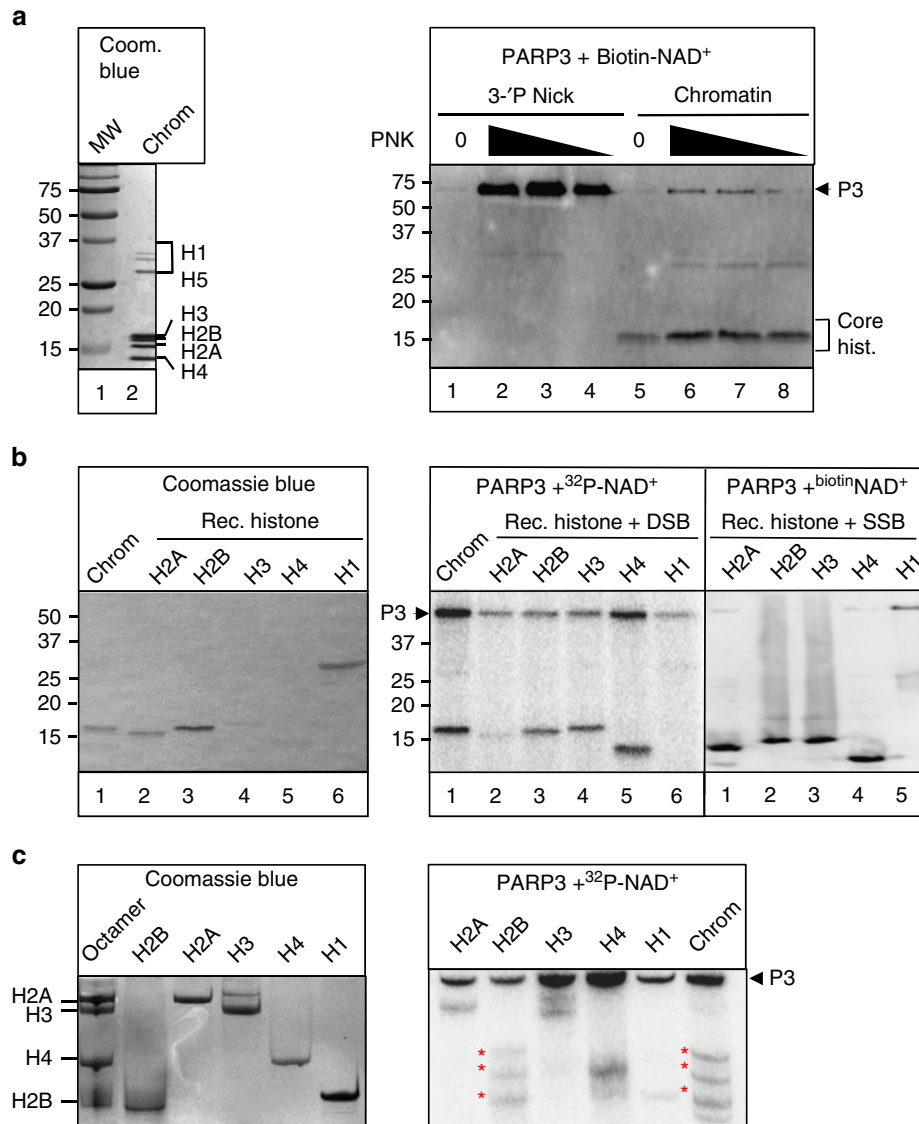 a
Coom.
blue
MW
Chrom
75
50
37
25
20
15
H1
H5
H3
H2B
H2A
H4
1 2
PARP3 + Biotin-NAD+
3-′P Nick Chromatin
PNK 0 0
75
50
37
25
20
15
P3
Core
hist.
1 2 3 4 5 6 7 8
b
Coomassie blue
Rec. histone
Chrom H2A H2B H3 H4 H1
50
37
25
20
15
1 2 3 4 5 6
PARP3 +32P-NAD+
Rec. histone + DSB
Chrom H2A H2B H3 H4 H1
P3
37
25
20
15
1 2 3 4 5 6
PARP3 +biotinNAD+
Rec. histone + SSB
H2A H2B H3 H4 H1
1 2 3 4 5
c
Coomassie blue
Octamer H2B H2A H3 H4 H1
H2A
H3
H4
H2B
PARP3 +32P-NAD+
H2A H2B H3 H4 H1 Chrom
P3
* *
* *
* *